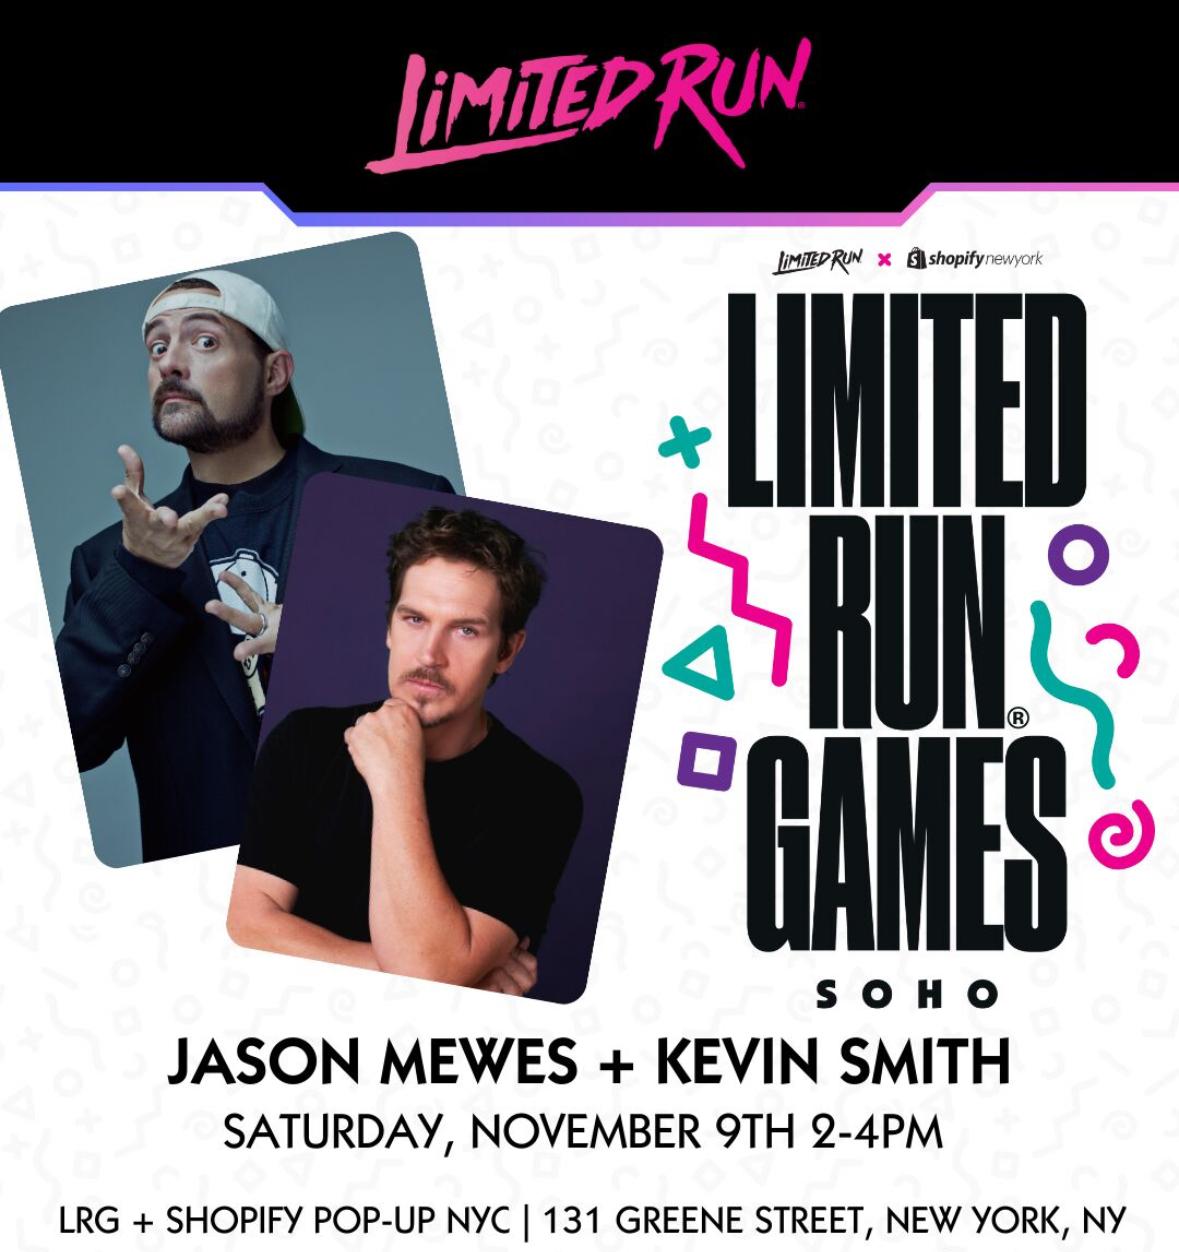 LIMITED RUN
LIMITED RUN × shopify newyork
LIMITED
RUN®
GAMES
SOHO
JASON MEWES + KEVIN SMITH
SATURDAY, NOVEMBER 9TH 2-4PM
LRG + SHOPIFY POP-UP NYC | 131 GREENE STREET, NEW YORK, NY